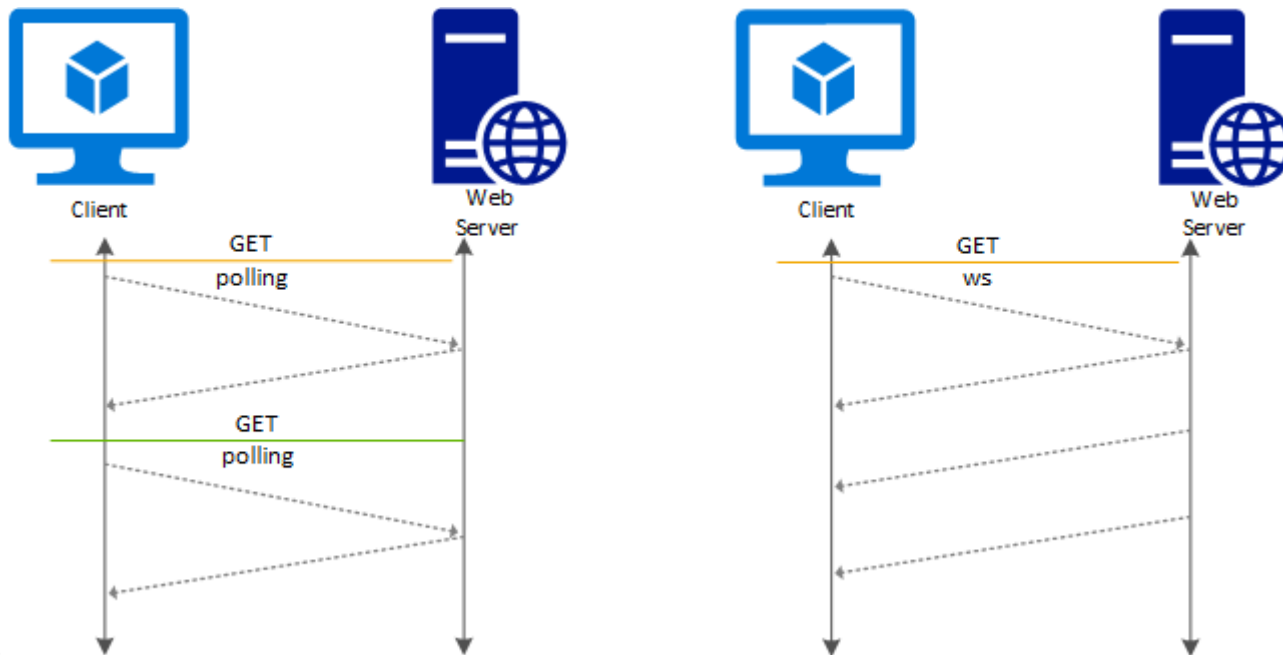 Client
Web
Server
GET
polling
GET
polling
Client
Web
Server
GET
ws